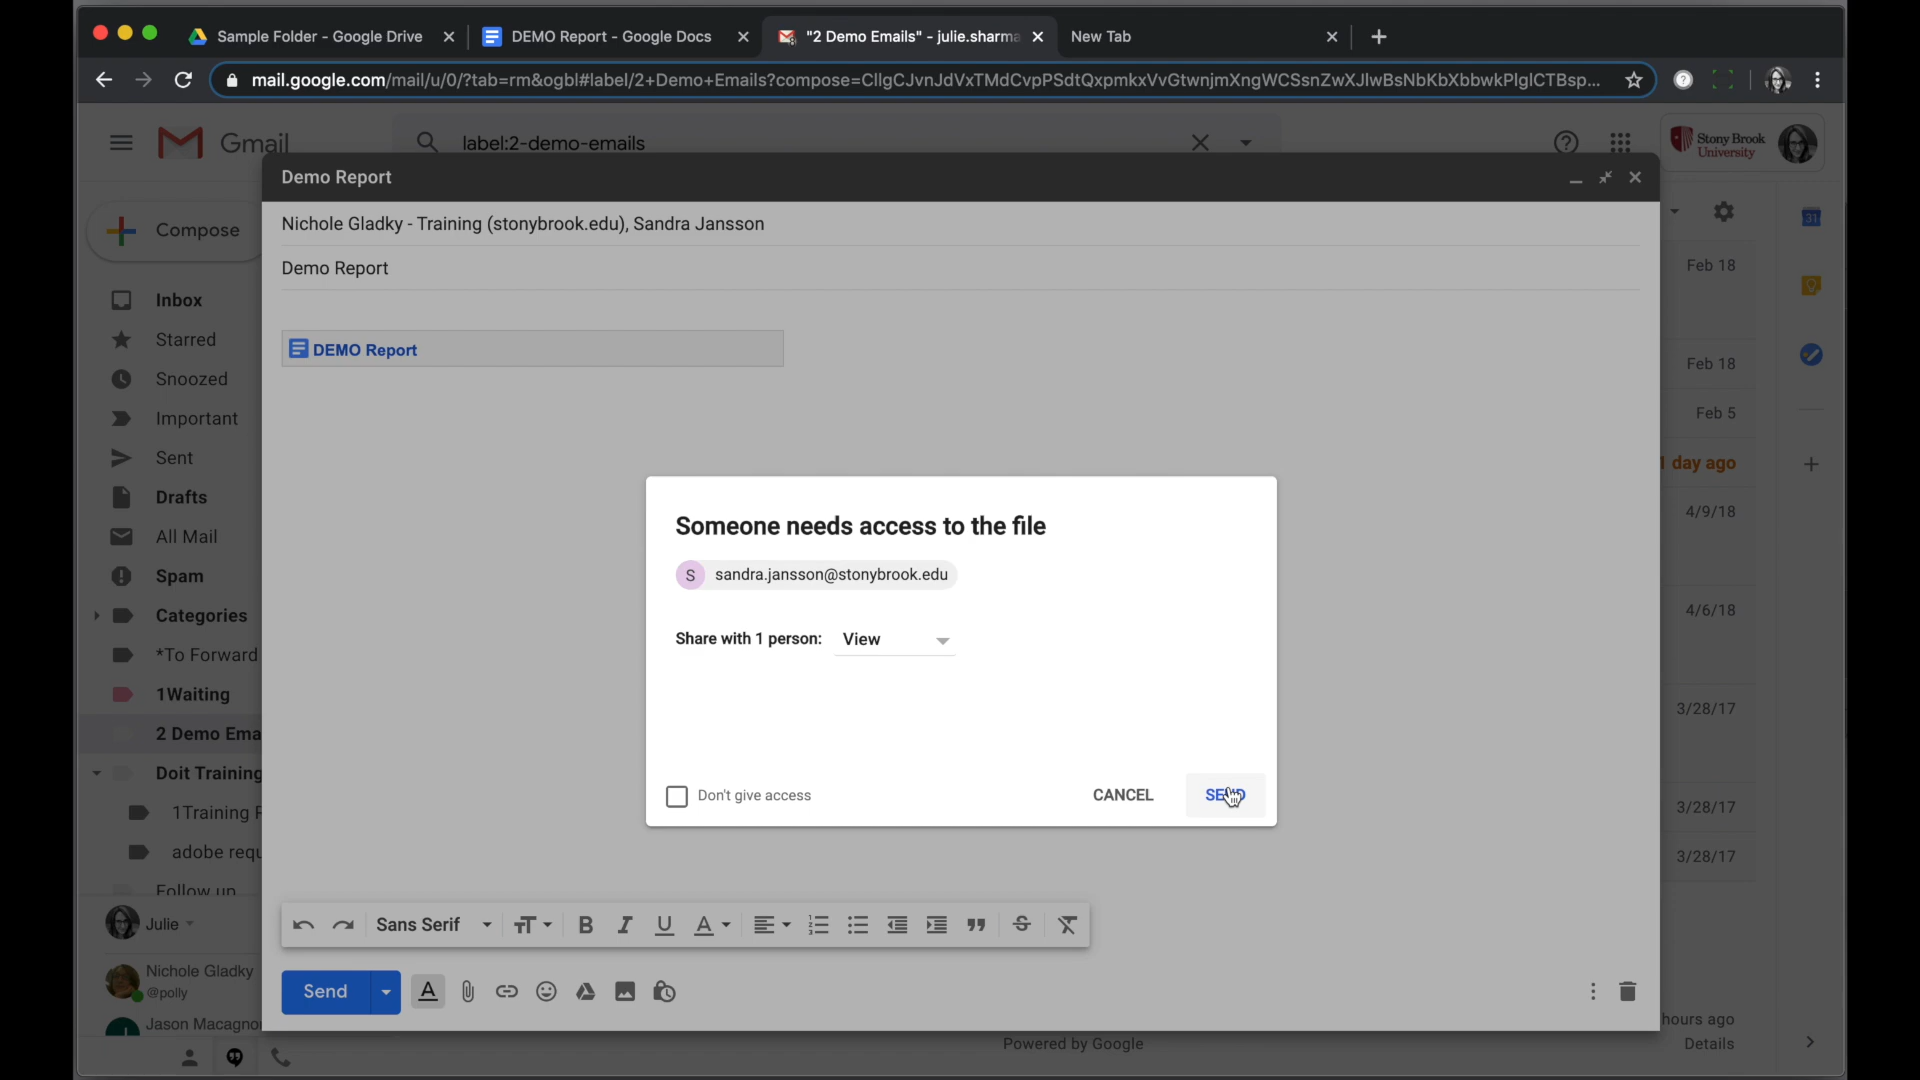 Sample Folder - Google Drive
DEMO Report - Google Docs
"2 Demo Emails" - julie.sharma
New Tab
mail.google.com/mail/u/0/?tab=rm&ogbl#label/2+Demo+Emails?compose=CllgCJvnJdVxTMdCvpPSdtQxpmkxVvGtwnjmXngWCSsnZwXJlwBsNbKbXbbwkPlglCTBsp...
Gmail
label:2-demo-emails
Stony Brook
University
Demo Report
Nichole Gladky - Training (stonybrook.edu), Sandra Jansson
Demo Report
DEMO Report
Compose
Inbox
Starred
Snoozed
Important
Sent
Drafts
All Mail
Spam
Categories
*To Forward
1Waiting
2 Demo Ema
Doit Training
1Training
adobe requ
Follow up
Julie
Nichole Gladky
@polly
Jason Macagno
Feb 18
Feb 18
Feb 5
1 day ago
4/9/18
4/6/18
3/28/17
3/28/17
3/28/17
31
Someone needs access to the file
S
sandra.jansson@stonybrook.edu
Share with 1 person:
View
Don't give access
CANCEL
SEND
Sans Serif
Send
hours ago
Powered by Google
Details